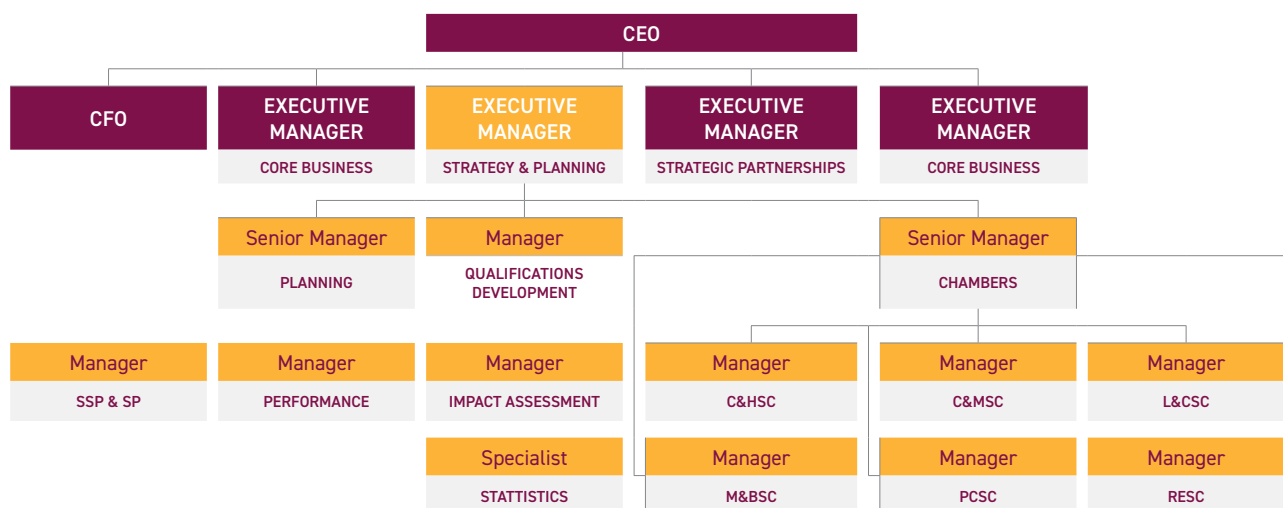 CEO
CFO
EXECUTIVE
MANAGER
CORE BUSINESS
EXECUTIVE
MANAGER
STRATEGY & PLANNING
EXECUTIVE
MANAGER
STRATEGIC PARTNERSHIPS
EXECUTIVE
MANAGER
CORE BUSINESS
Senior Manager
PLANNING
Manager
QUALIFICATIONS
DEVELOPMENT
Senior Manager
CHAMBERS
Manager
SSP & SP
Manager
PERFORMANCE
Manager
IMPACT ASSESSMENT
Manager
C&HSC
Manager
C&MSC
Manager
L&CSC
Specialist
STATTISTICS
Manager
M&BSC
Manager
PCSC
Manager
RESC